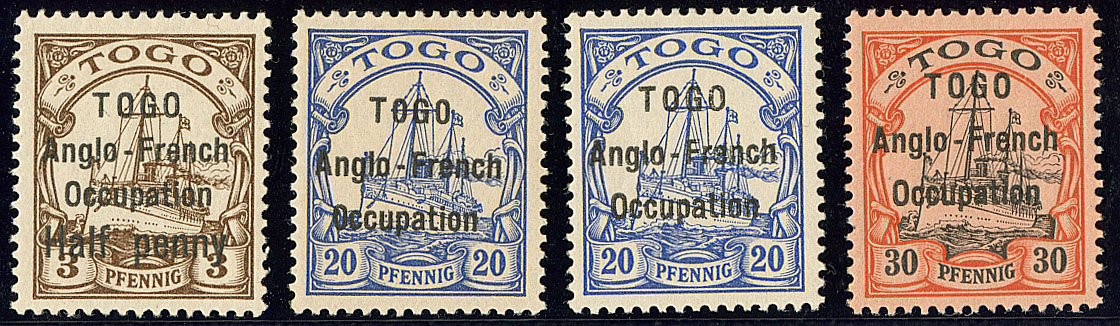 TOGO
TOGO
Anglo-French
Occupation
Half penny
3 PFENNIG 3
TOGO
TOGO
Anglo-French
Occupation
20 PFENNIG 20
TOGO
TOGO
Anglo-French
Occupation
20 PFENNIG 20
TOGO
TOGO
Anglo-French
Occupation
30 PFENNIG 30